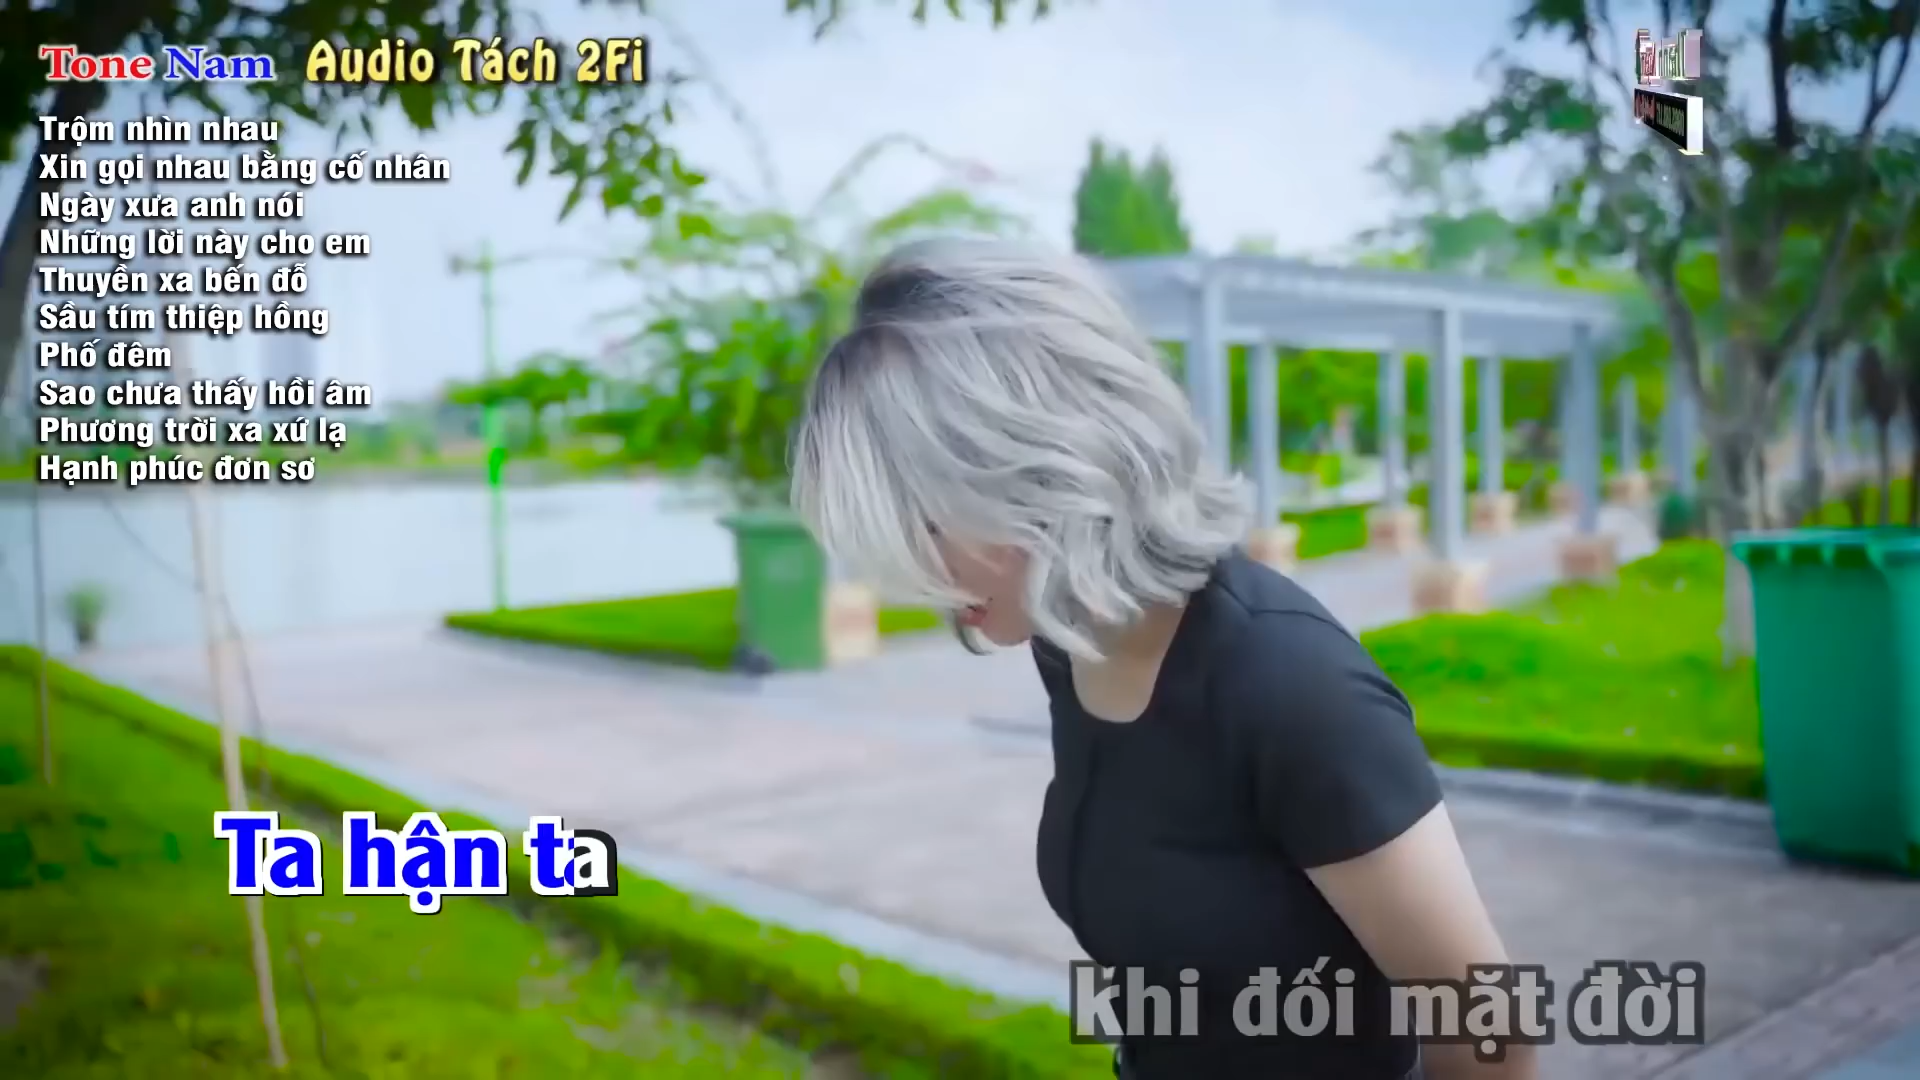 Tone Nam Audio Tách 2Fi
Trộm nhìn nhau
Xin gọi nhau bằng cố nhân
Ngày xưa anh nói
Những lời này cho em
Thuyền xa bến đỗ
Sầu tím thiệp hồng
Phố đêm
Sao chưa thấy hồi âm
Phương trời xa xứ lạ
Hạnh phúc đơn sơ
Ta hận ta
khi đối mặt đời